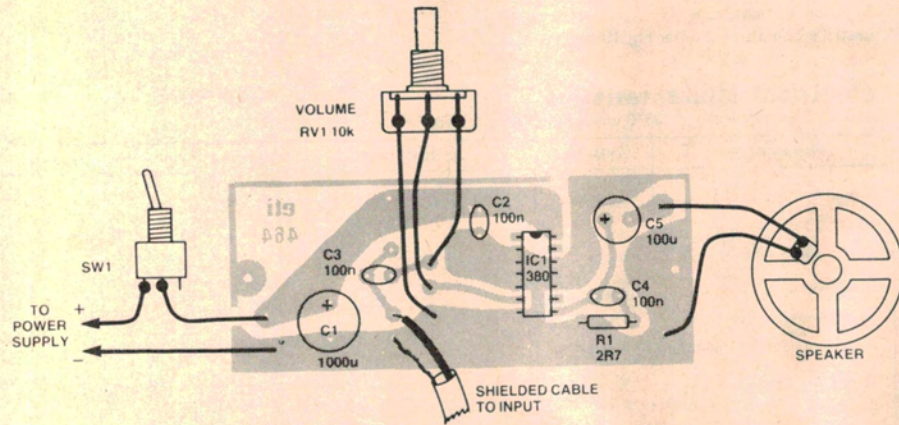 VOLUME
RV1 10k
SW1
TO
POWER
SUPPLY
+
−
eti
464
C2
100n
C3
100n
+
C1
1000u
IC1
380
+
C5
100u
C4
100n
R1
2R7
SPEAKER
SHIELDED CABLE
TO INPUT